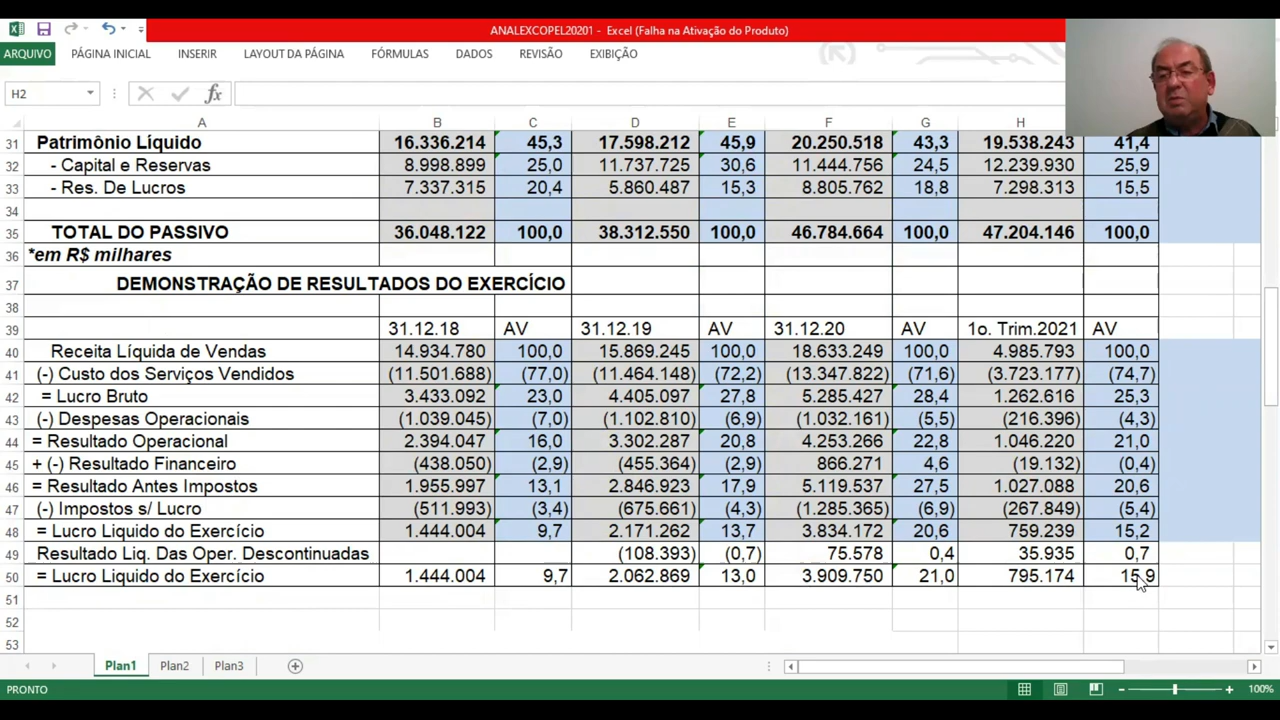 ANALEXCOPEL20201 - Excel (Falha na Ativação do Produto)
ARQUIVO PÁGINA INICIAL INSERIR LAYOUT DA PÁGINA FÓRMULAS DADOS REVISÃO EXIBIÇÃO
H2 fx
A B C D E F G H I
31 Patrimônio Líquido 16.336.214 45,3 17.598.212 45,9 20.250.518 43,3 19.538.243 41,4
32 - Capital e Reservas 8.998.899 25,0 11.737.725 30,6 11.444.756 24,5 12.239.930 25,9
33 - Res. De Lucros 7.337.315 20,4 5.860.487 15,3 8.805.762 18,8 7.298.313 15,5
34
35 TOTAL DO PASSIVO 36.048.122 100,0 38.312.550 100,0 46.784.664 100,0 47.204.146 100,0
36 *em R$ milhares
37 DEMONSTRAÇÃO DE RESULTADOS DO EXERCÍCIO
38
39 31.12.18 AV 31.12.19 AV 31.12.20 AV 1o. Trim.2021 AV
40 Receita Líquida de Vendas 14.934.780 100,0 15.869.245 100,0 18.633.249 100,0 4.985.793 100,0
41 (-) Custo dos Serviços Vendidos (11.501.688) (77,0) (11.464.148) (72,2) (13.347.822) (71,6) (3.723.177) (74,7)
42 = Lucro Bruto 3.433.092 23,0 4.405.097 27,8 5.285.427 28,4 1.262.616 25,3
43 (-) Despesas Operacionais (1.039.045) (7,0) (1.102.810) (6,9) (1.032.161) (5,5) (216.396) (4,3)
44 = Resultado Operacional 2.394.047 16,0 3.302.287 20,8 4.253.266 22,8 1.046.220 21,0
45 + (-) Resultado Financeiro (438.050) (2,9) (455.364) (2,9) 866.271 4,6 (19.132) (0,4)
46 = Resultado Antes Impostos 1.955.997 13,1 2.846.923 17,9 5.119.537 27,5 1.027.088 20,6
47 (-) Impostos s/ Lucro (511.993) (3,4) (675.661) (4,3) (1.285.365) (6,9) (267.849) (5,4)
48 = Lucro Liquido do Exercício 1.444.004 9,7 2.171.262 13,7 3.834.172 20,6 759.239 15,2
49 Resultado Liq. Das Oper. Descontinuadas (108.393) (0,7) 75.578 0,4 35.935 0,7
50 = Lucro Liquido do Exercício 1.444.004 9,7 2.062.869 13,0 3.909.750 21,0 795.174 15,9
51
52
53
Plan1 Plan2 Plan3
PRONTO 100%